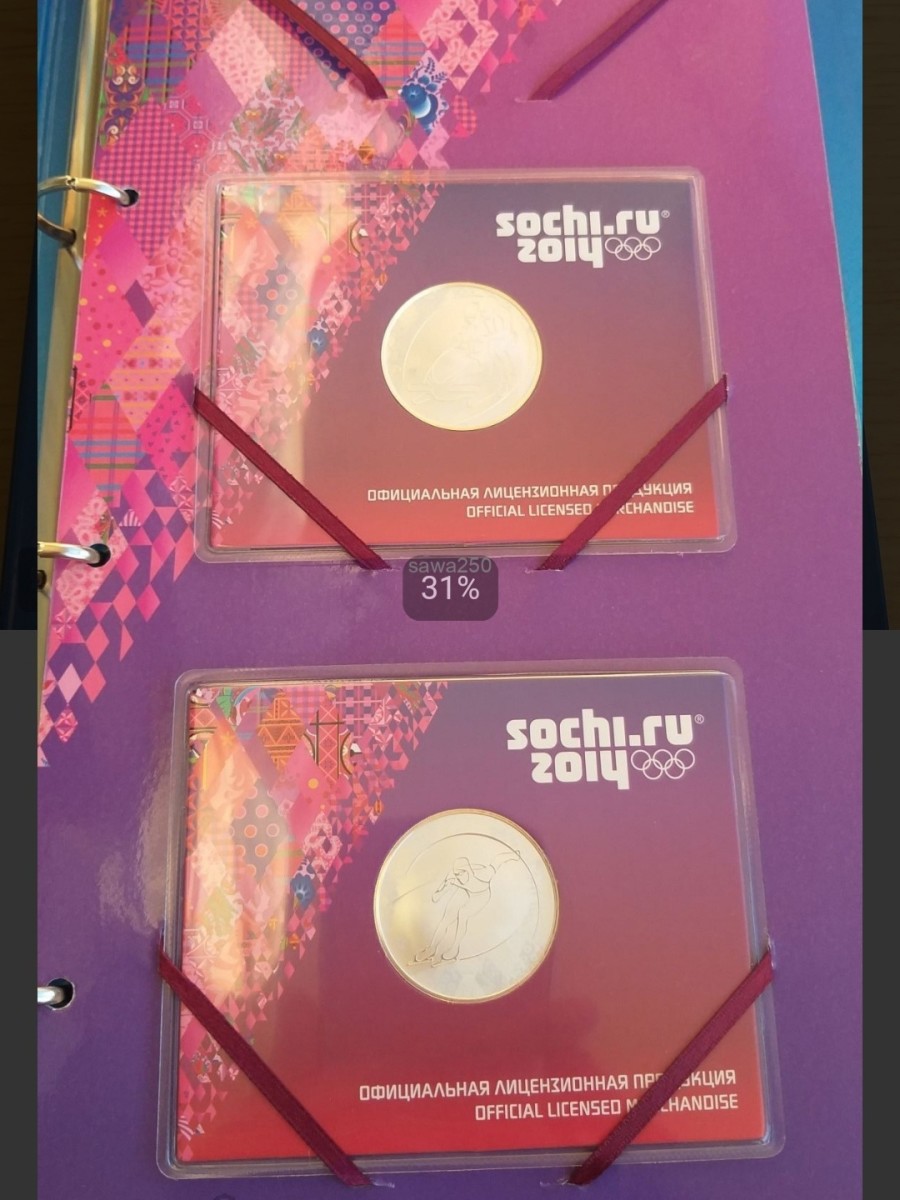 sochi.ru®
2014
ОФИЦИАЛЬНАЯ ЛИЦЕНЗИОННАЯ
OFFICIAL LICENSED
sawa250
31%
sochi.ru®
2014
ОФИЦИАЛЬНАЯ ЛИЦЕНЗИОННАЯ
OFFICIAL LICENSED